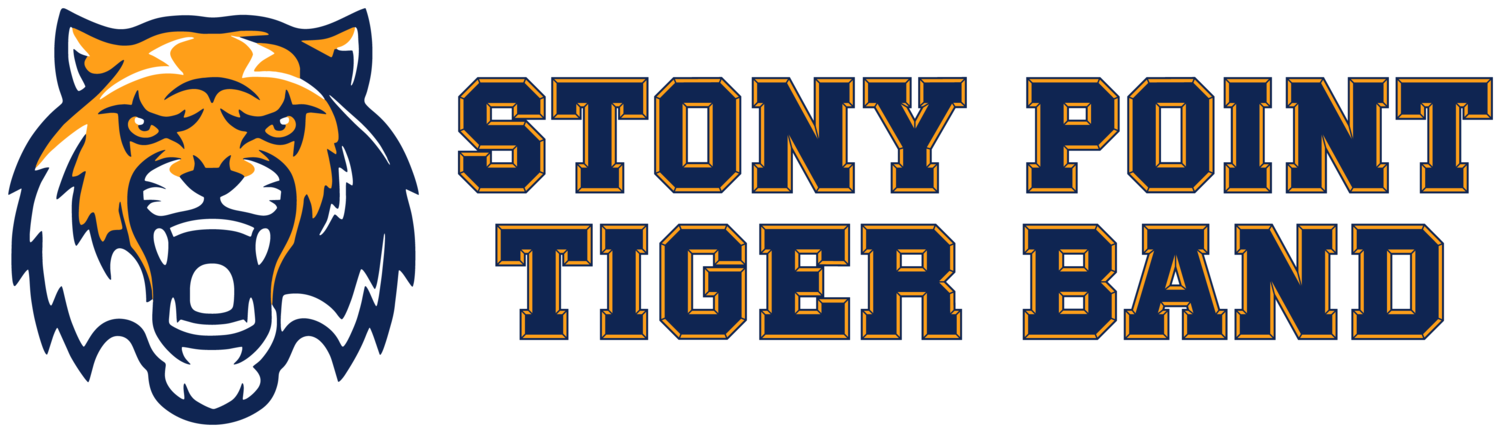 STONY POINT
TIGER BAND